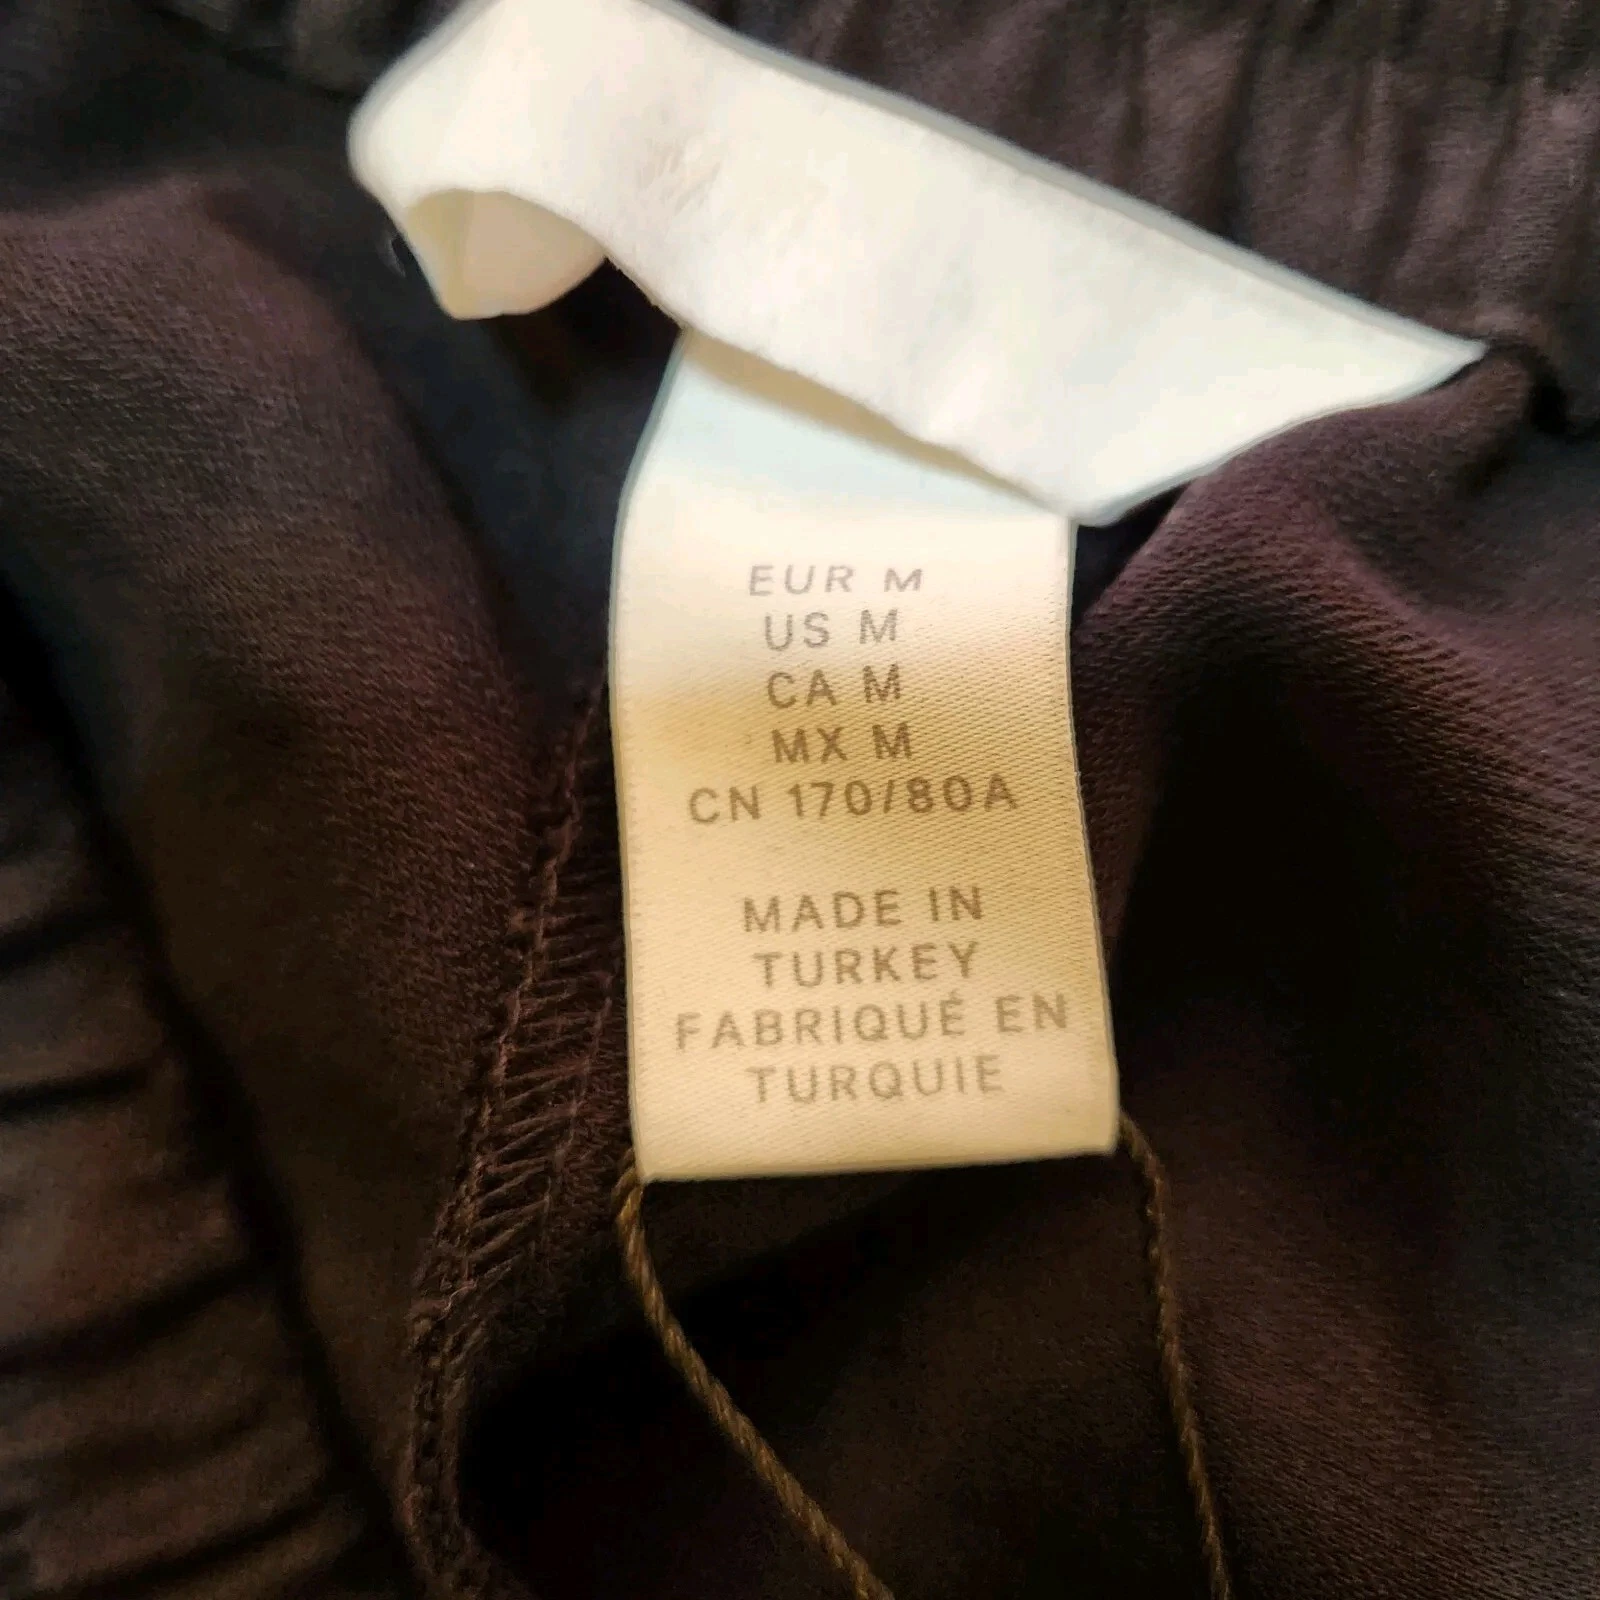 EUR M
US M
CA M
MX M
CN 170/80A
MADE IN
TURKEY
FABRIQUÉ EN
TURQUIE